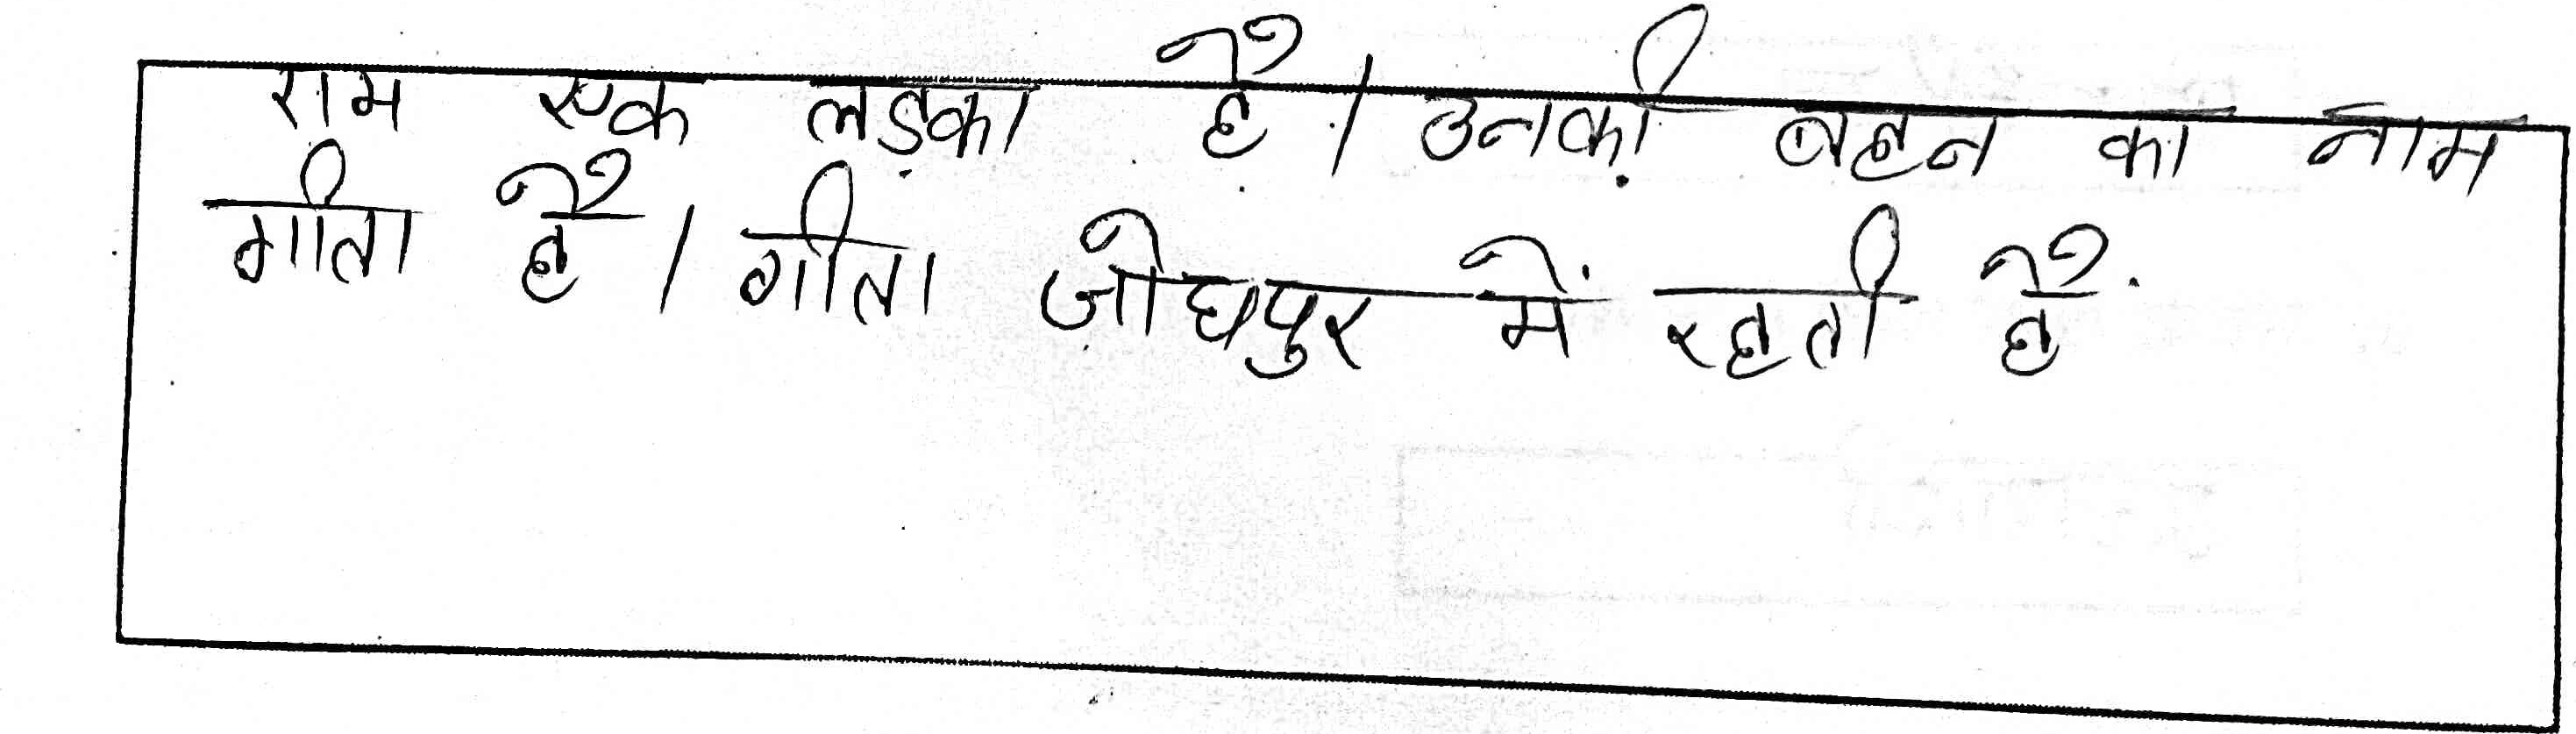 राम एक लड़का है। उनकी बहन का नाम
गीता है। गीता जोधपुर में रहती है.